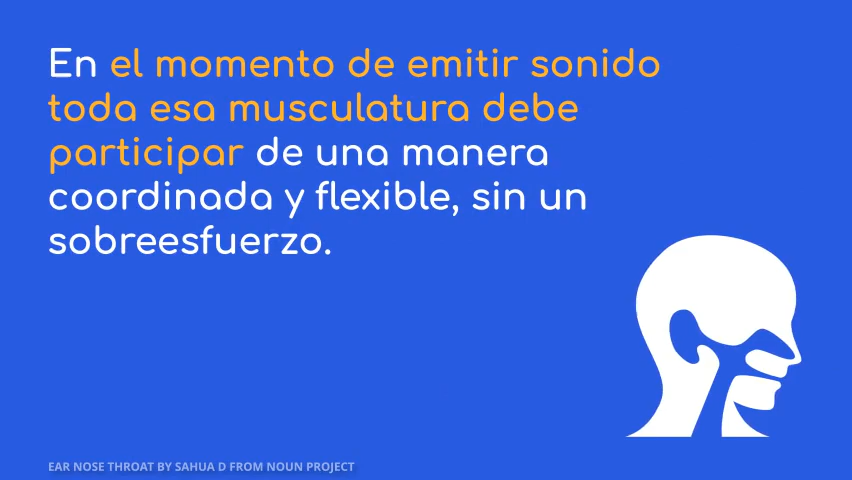 En el momento de emitir sonido
toda esa musculatura debe
participar de una manera
coordinada y flexible, sin un
sobreesfuerzo.
EAR NOSE THROAT BY SAHUA D FROM NOUN PROJECT